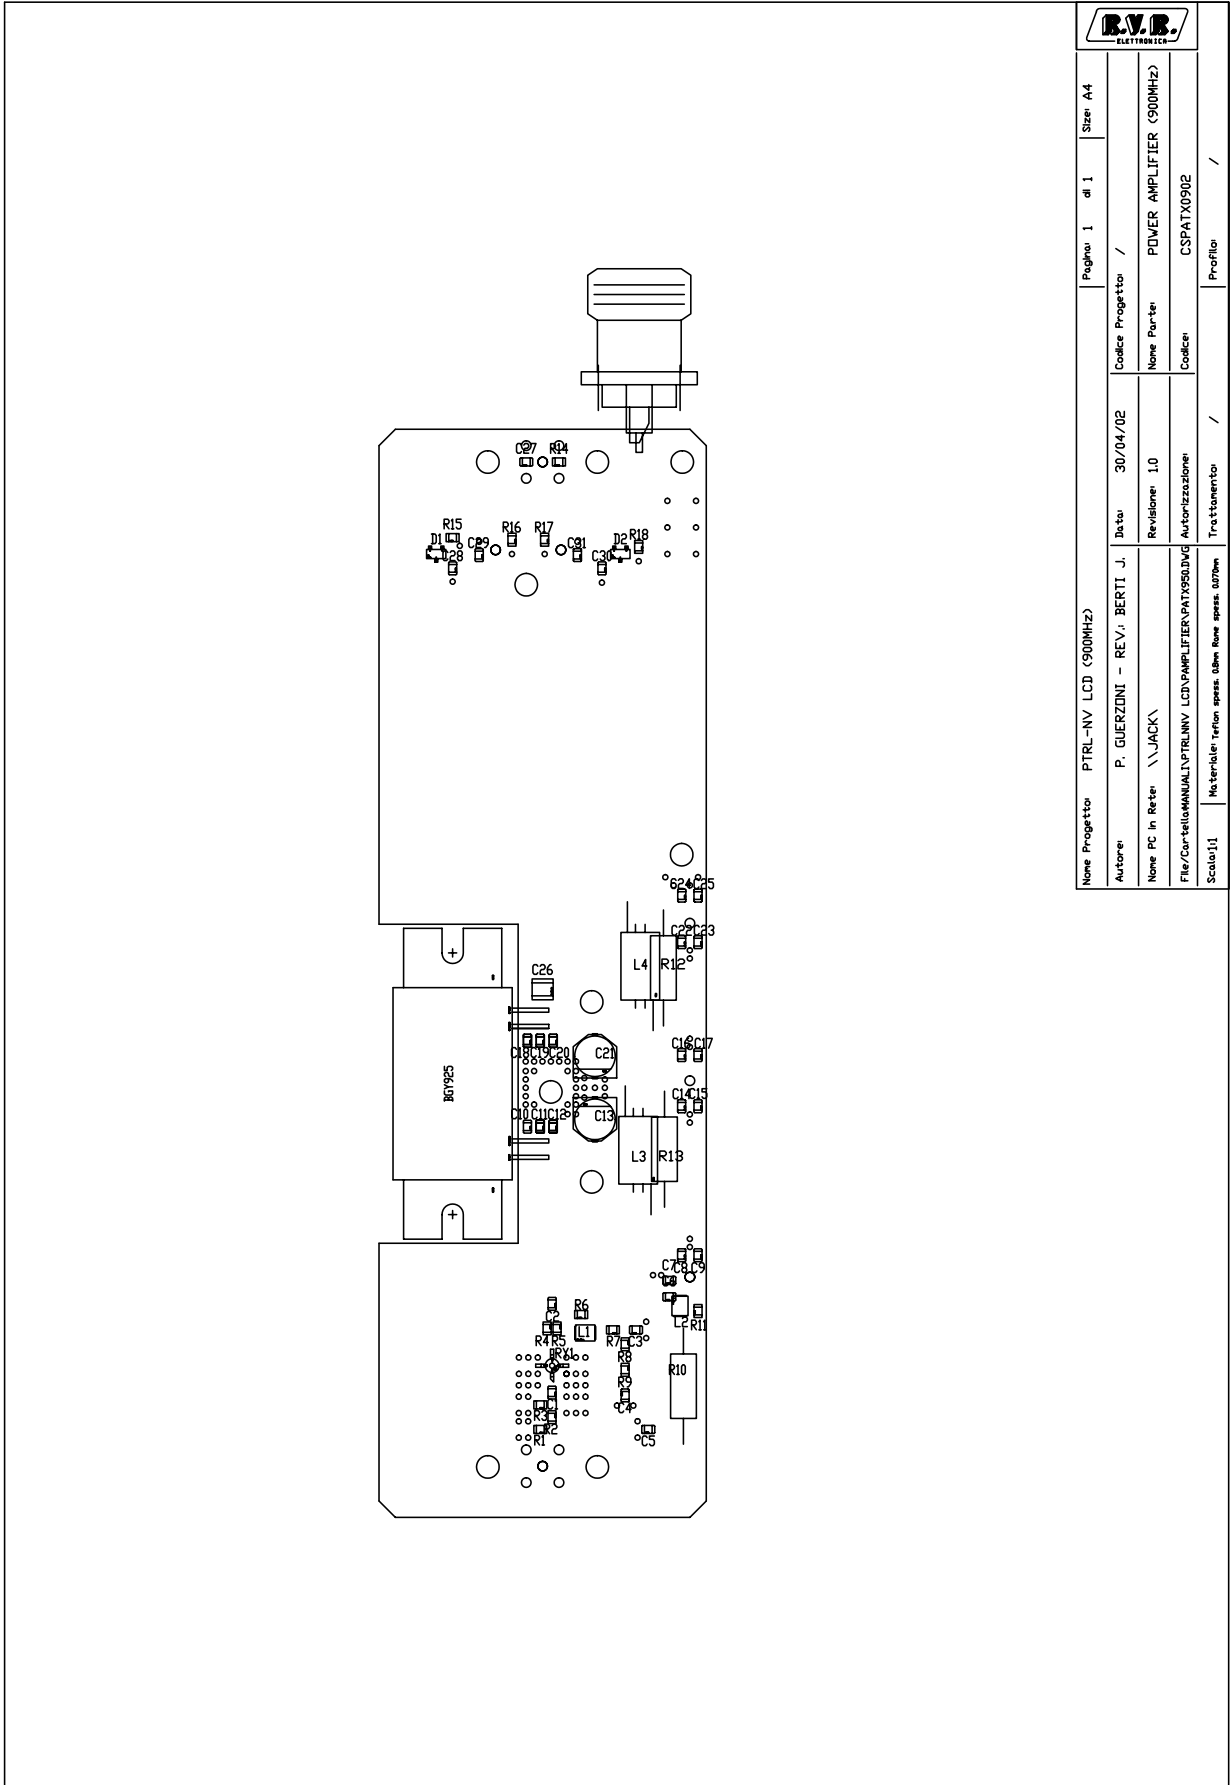 R.V.R.
ELETTRONICA
Nome Progetto: PTRL-NV LCD (900MHz)
Pagina: 1 di 1
Size: A4
Autore: P. GUERZONI - REV.: BERTI J.
Data: 30/04/02
Codice Progetto: /
Nome PC in Rete: \\JACK\
Revisione: 1.0
Nome Parte: POWER AMPLIFIER (900MHz)
File/Cartella:MANUALI\PTRLNNV LCD\PAMPLIFIER\PATX950.DWG
Autorizzazione:
Codice: CSPATX0902
Scala:1:1
Materiale: Teflon spess. 0.8mm Rame spess. 0.070mm
Trattamento: /
Profilo: /
C27 R14
R15 R16 R17 R18
D1 C29 C31 D2
C28 C30
C25
C22 C23
L4 R12
C26
C16 C17
C18 C19 C20 C21
BGY925
C14 C15
C10 C11 C12 C13
L3 R13
C7
C8 C9
R6
C2
L2 R11
R4 R5 L1 R7 C3
RX1
R8
R10
R9
C1
C4
R3
R2
R1
C5